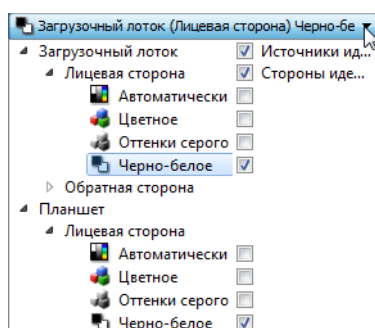 Загрузочный лоток (Лицевая сторона) Черно-бе
Загрузочный лоток Источники ид...
Лицевая сторона Стороны иде...
Автоматически
Цветное
Оттенки серого
Черно-белое
Обратная сторона
Планшет
Лицевая сторона
Автоматически
Цветное
Оттенки серого
Черно-белое